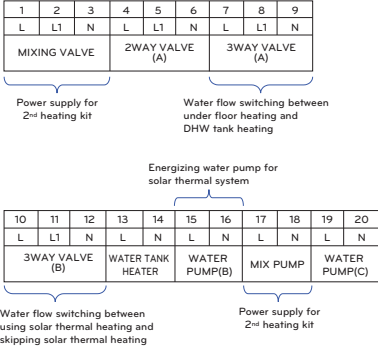 1 2 3 4 5 6 7 8 9
L L1 N L L1 N L L1 N
MIXING VALVE 2WAY VALVE (A) 3WAY VALVE (A)
Power supply for
2nd heating kit
Water flow switching between
under floor heating and
DHW tank heating
Energizing water pump for
solar thermal system
10 11 12 13 14 15 16 17 18 19 20
L L1 N L N L N L N L N
3WAY VALVE (B) WATER TANK HEATER WATER PUMP(B) MIX PUMP WATER PUMP(C)
Water flow switching between
using solar thermal heating and
skipping solar thermal heating
Power supply for
2nd heating kit